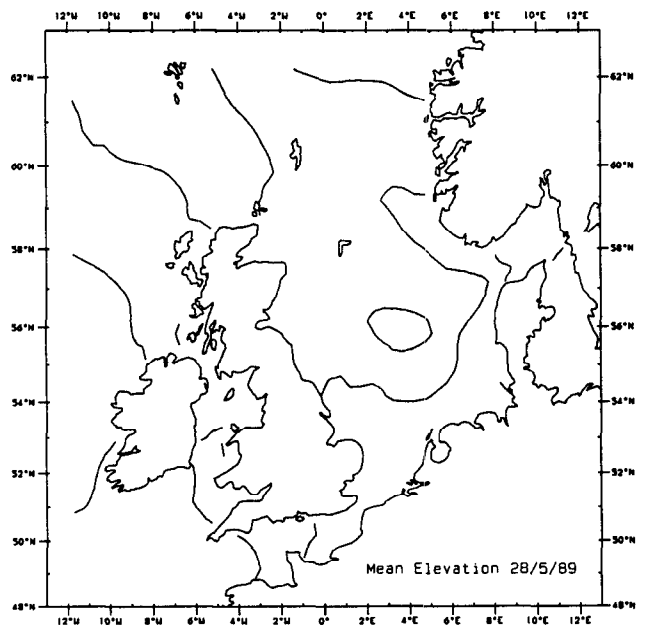 12°W 10°W 8°W 6°W 4°W 2°W 0° 2°E 4°E 6°E 8°E 10°E 12°E
62°N 62°N
60°N 60°N
58°N 58°N
56°N 56°N
54°N 54°N
52°N 52°N
50°N 50°N
Mean Elevation 28/5/89
48°N 48°N
12°W 10°W 8°W 6°W 4°W 2°W 0° 2°E 4°E 6°E 8°E 10°E 12°E